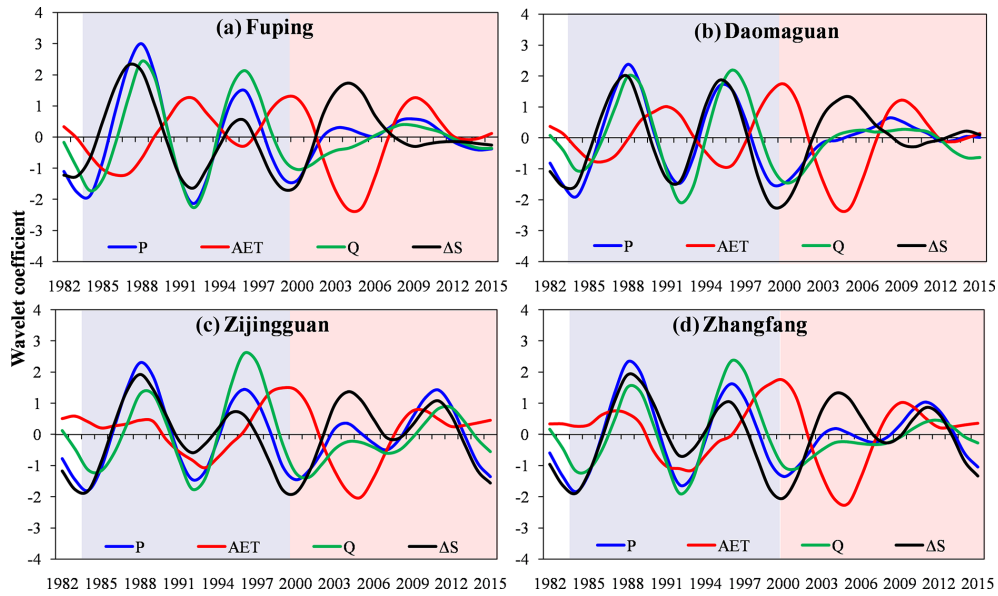 Wavelet coefficient
(a) Fuping
4
3
2
1
0
-1
-2
-3
-4
P AET Q ΔS
1982 1985 1988 1991 1994 1997 2000 2003 2006 2009 2012 2015
(b) Daomaguan
4
3
2
1
0
-1
-2
-3
-4
P AET Q ΔS
1982 1985 1988 1991 1994 1997 2000 2003 2006 2009 2012 2015
(c) Zijingguan
4
3
2
1
0
-1
-2
-3
-4
P AET Q ΔS
1982 1985 1988 1991 1994 1997 2000 2003 2006 2009 2012 2015
(d) Zhangfang
4
3
2
1
0
-1
-2
-3
-4
P AET Q ΔS
1982 1985 1988 1991 1994 1997 2000 2003 2006 2009 2012 2015